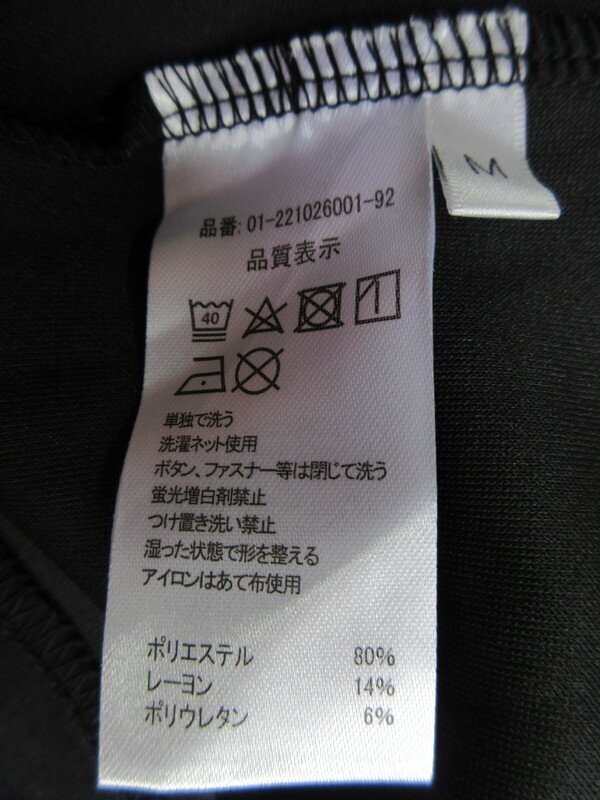 M
品番: 01-221026001-92
品質表示
40
単独で洗う
洗濯ネット使用
ボタン、ファスナー等は閉じて洗う
蛍光増白剤禁止
つけ置き洗い禁止
湿った状態で形を整える
アイロンはあて布使用
ポリエステル 80%
レーヨン 14%
ポリウレタン 6%